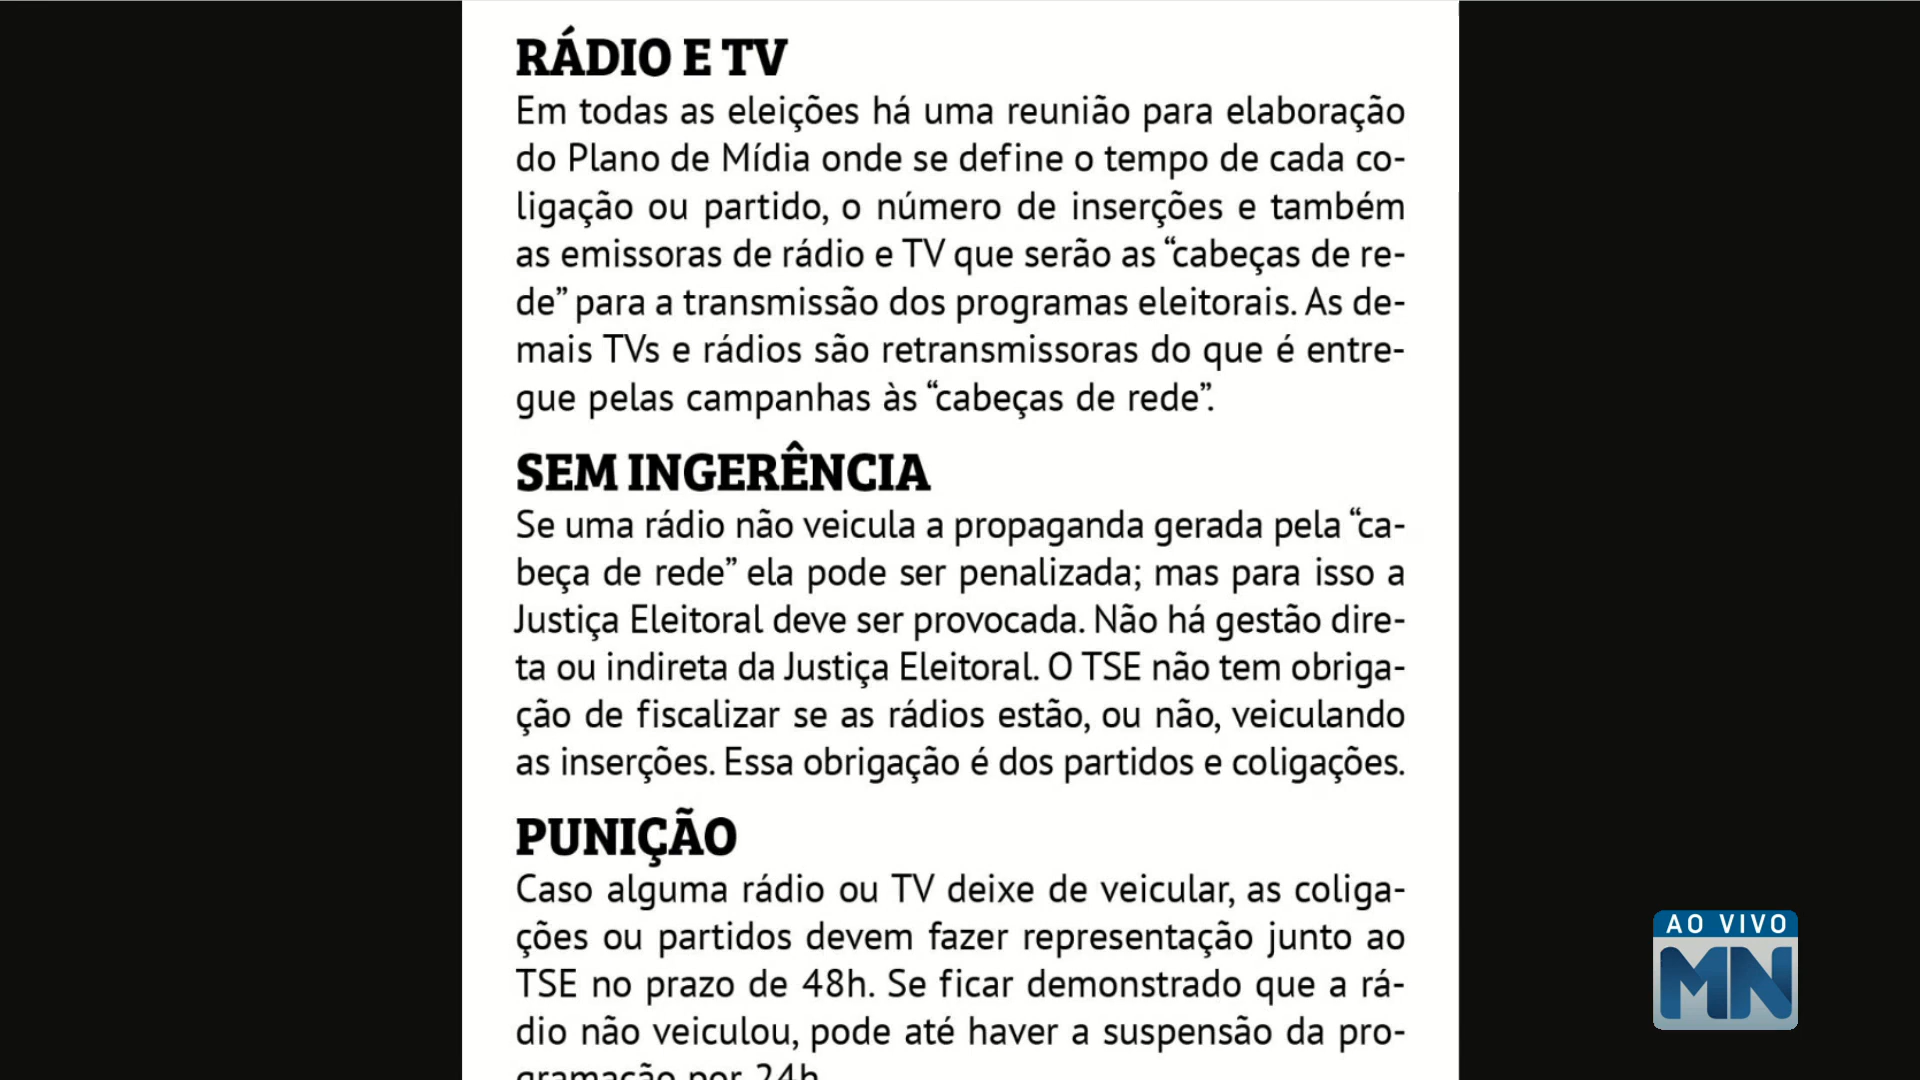 RÁDIO E TV
Em todas as eleições há uma reunião para elaboração
do Plano de Mídia onde se define o tempo de cada co-
ligação ou partido, o número de inserções e também
as emissoras de rádio e TV que serão as “cabeças de re-
de” para a transmissão dos programas eleitorais. As de-
mais TVs e rádios são retransmissoras do que é entre-
gue pelas campanhas às “cabeças de rede”.
SEM INGERÊNCIA
Se uma rádio não veicula a propaganda gerada pela “ca-
beça de rede” ela pode ser penalizada; mas para isso a
Justiça Eleitoral deve ser provocada. Não há gestão dire-
ta ou indireta da Justiça Eleitoral. O TSE não tem obriga-
ção de fiscalizar se as rádios estão, ou não, veiculando
as inserções. Essa obrigação é dos partidos e coligações.
PUNIÇÃO
Caso alguma rádio ou TV deixe de veicular, as coliga-
ções ou partidos devem fazer representação junto ao
TSE no prazo de 48h. Se ficar demonstrado que a rá-
dio não veiculou, pode até haver a suspensão da pro-
gramação por 24h.
AO VIVO
MN